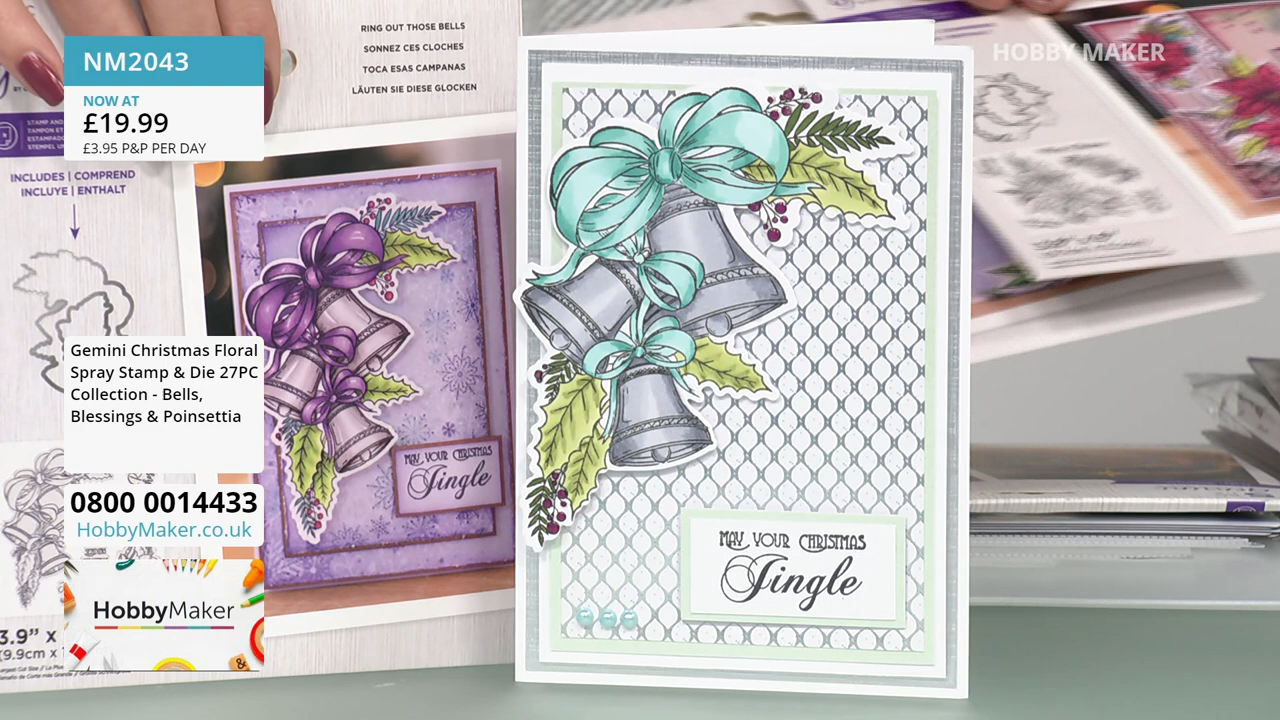 NM2043
NOW AT
£19.99
£3.95 P&P PER DAY
RING OUT THOSE BELLS
SONNEZ CES CLOCHES
TOCA ESAS CAMPANAS
LÄUTEN SIE DIESE GLOCKEN
HOBBY MAKER
INCLUDES | COMPREND
INCLUYE | ENTHALT
Gemini Christmas Floral
Spray Stamp & Die 27PC
Collection - Bells,
Blessings & Poinsettia
MAY YOUR CHRISTMAS
Jingle
0800 0014433
HobbyMaker.co.uk
MAY YOUR CHRISTMAS
Jingle
HobbyMaker
3.9" x
(9.9cm x